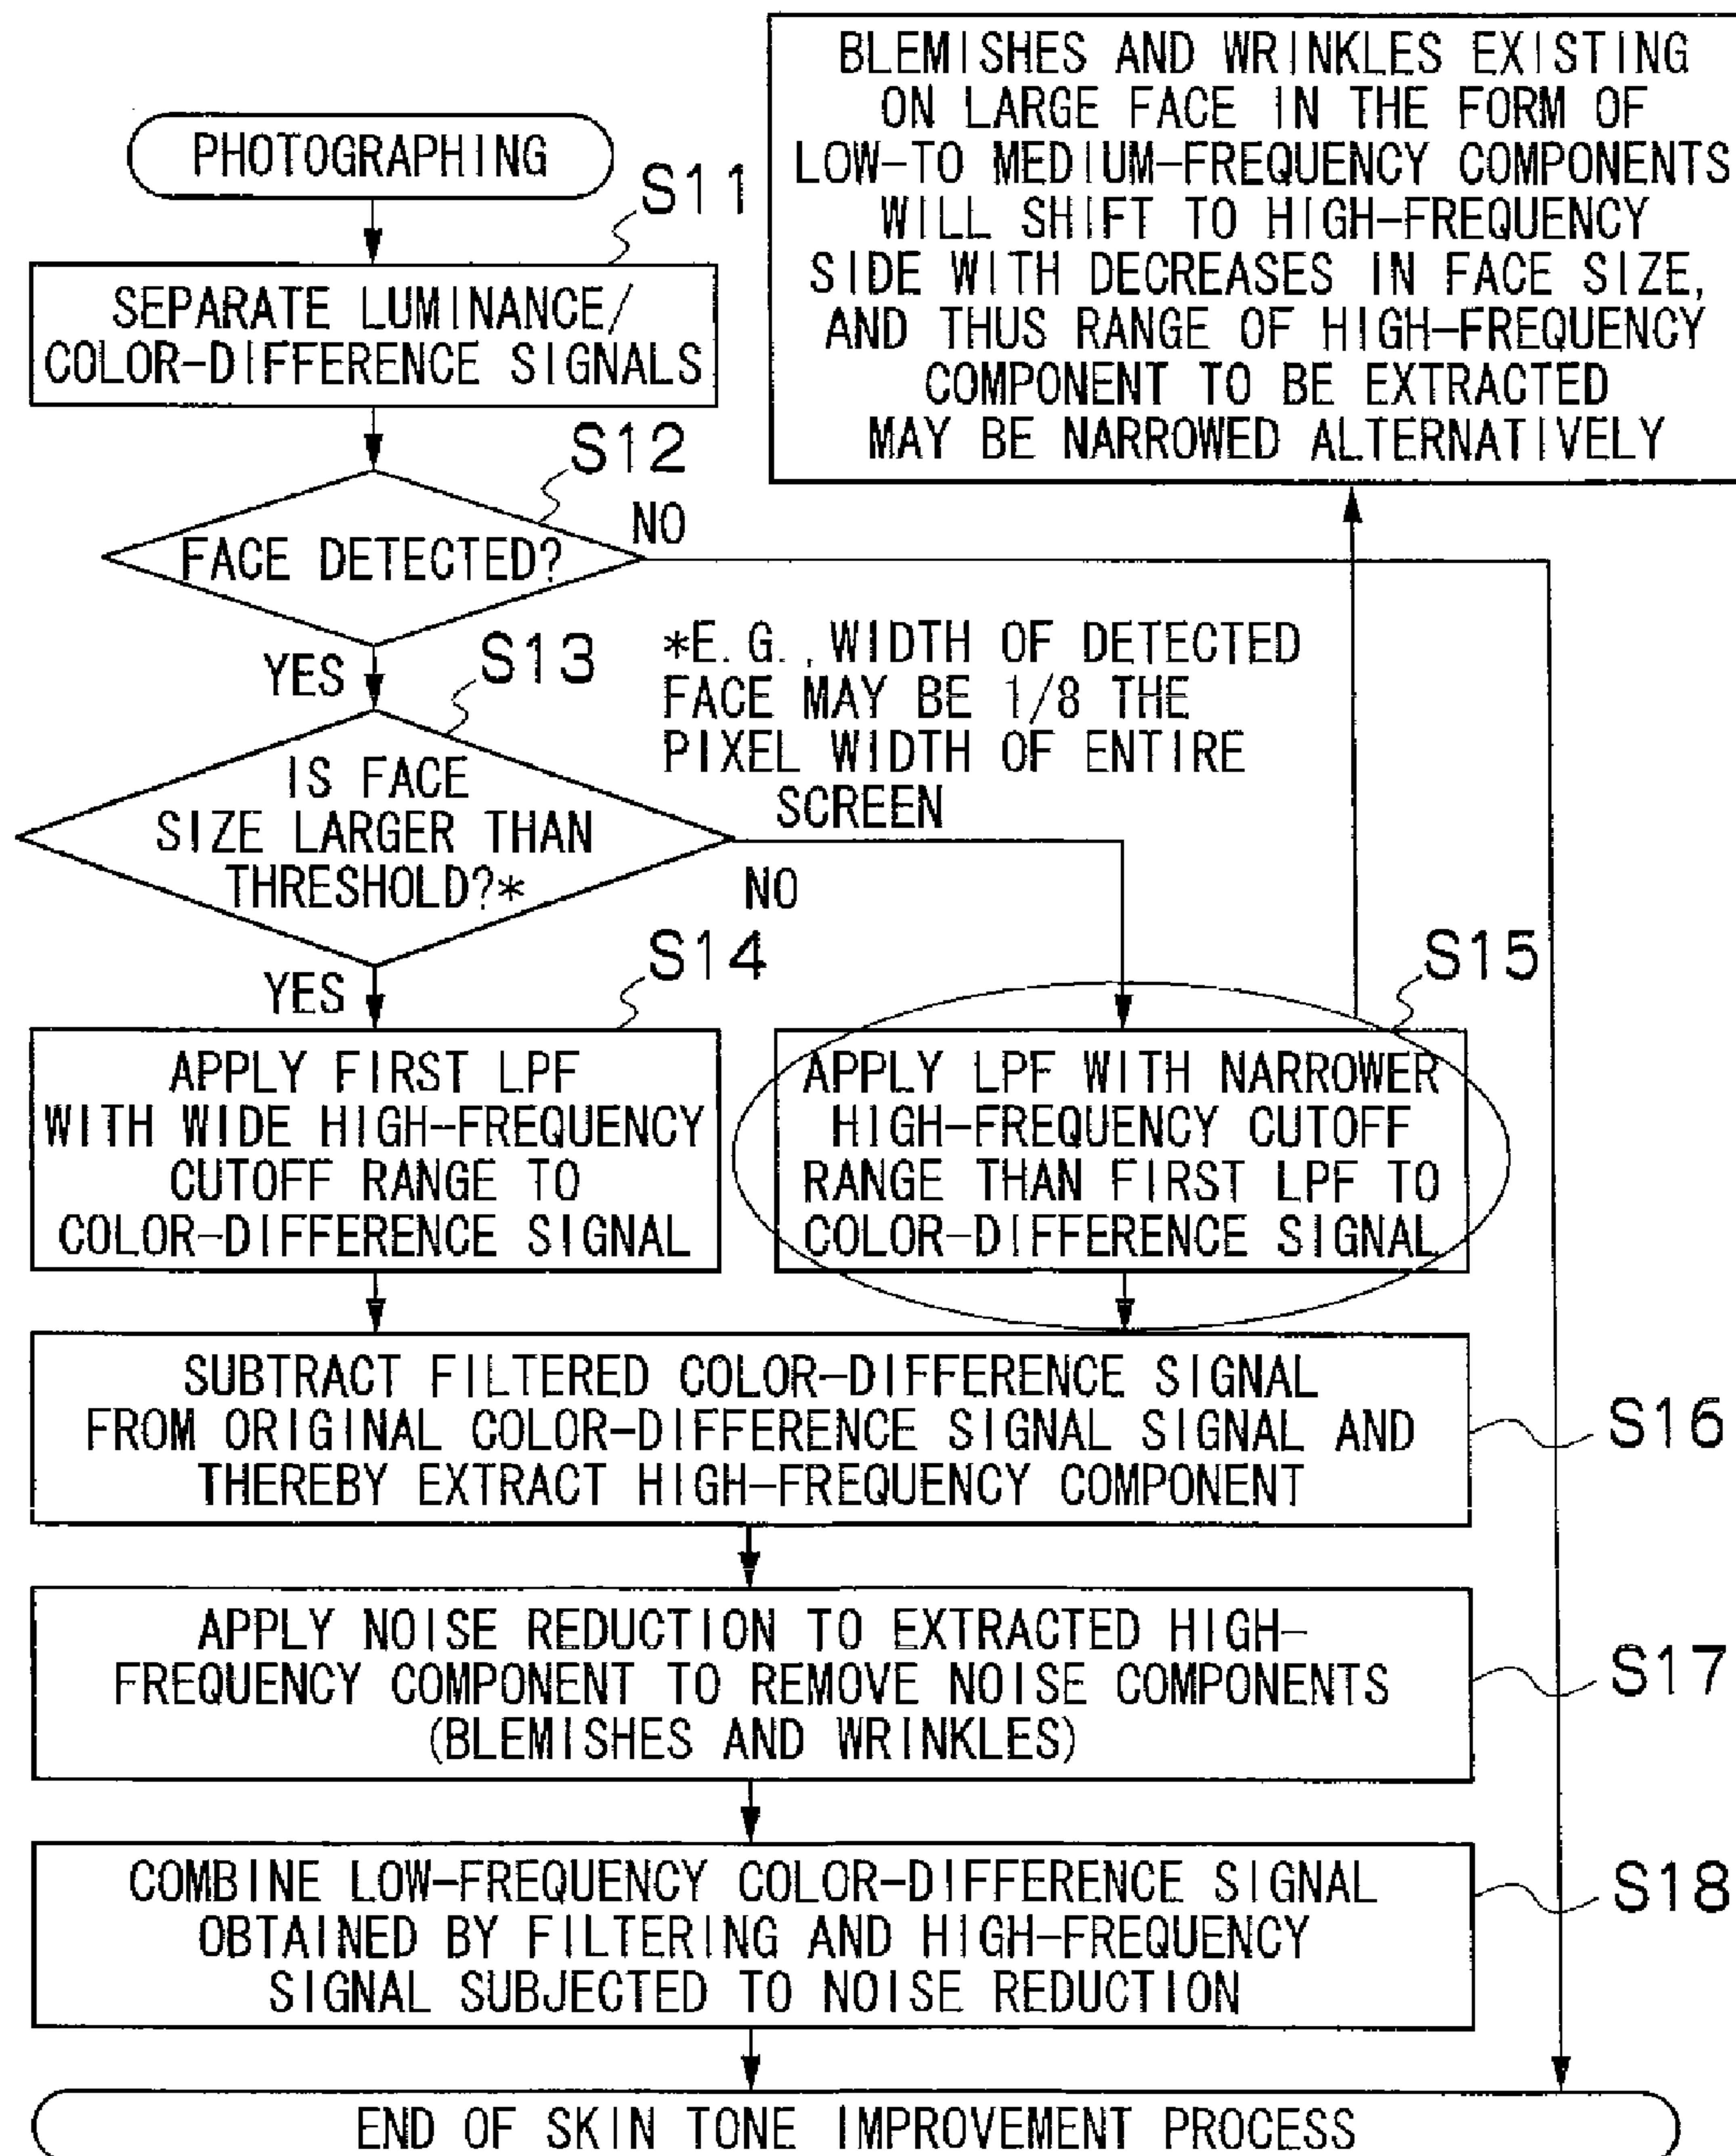 PHOTOGRAPHING
S11
SEPARATE LUMINANCE/
COLOR-DIFFERENCE SIGNALS
S12
FACE DETECTED?
NO
YES
S13
IS FACE
SIZE LARGER THAN
THRESHOLD?*
NO
*E.G., WIDTH OF DETECTED
FACE MAY BE 1/8 THE
PIXEL WIDTH OF ENTIRE
SCREEN
YES
S14
APPLY FIRST LPF
WITH WIDE HIGH-FREQUENCY
CUTOFF RANGE TO
COLOR-DIFFERENCE SIGNAL
S15
APPLY LPF WITH NARROWER
HIGH-FREQUENCY CUTOFF
RANGE THAN FIRST LPF TO
COLOR-DIFFERENCE SIGNAL
BLEMISHES AND WRINKLES EXISTING
ON LARGE FACE IN THE FORM OF
LOW-TO MEDIUM-FREQUENCY COMPONENTS
WILL SHIFT TO HIGH-FREQUENCY
SIDE WITH DECREASES IN FACE SIZE,
AND THUS RANGE OF HIGH-FREQUENCY
COMPONENT TO BE EXTRACTED
MAY BE NARROWED ALTERNATIVELY
SUBTRACT FILTERED COLOR-DIFFERENCE SIGNAL
FROM ORIGINAL COLOR-DIFFERENCE SIGNAL SIGNAL AND
THEREBY EXTRACT HIGH-FREQUENCY COMPONENT
S16
APPLY NOISE REDUCTION TO EXTRACTED HIGH-
FREQUENCY COMPONENT TO REMOVE NOISE COMPONENTS
(BLEMISHES AND WRINKLES)
S17
COMBINE LOW-FREQUENCY COLOR-DIFFERENCE SIGNAL
OBTAINED BY FILTERING AND HIGH-FREQUENCY
SIGNAL SUBJECTED TO NOISE REDUCTION
S18
END OF SKIN TONE IMPROVEMENT PROCESS